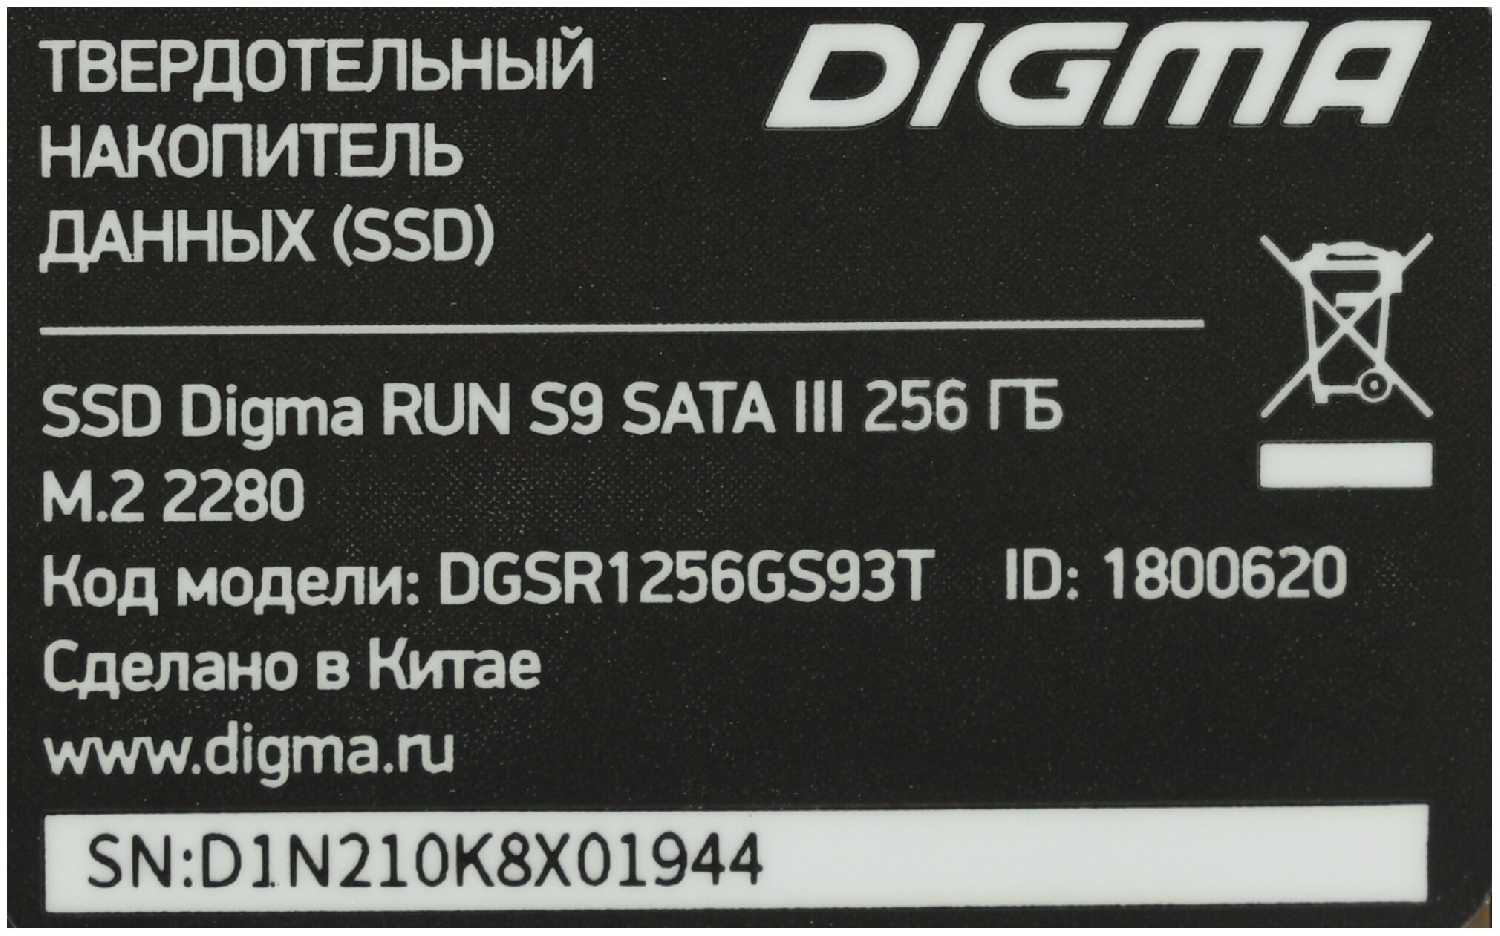 ТВЕРДОТЕЛЬНЫЙ
НАКОПИТЕЛЬ
ДАННЫХ (SSD)
DIGMA
SSD Digma RUN S9 SATA III 256 ГБ
M.2 2280
Код модели: DGSR1256GS93T ID: 1800620
Сделано в Китае
www.digma.ru
SN:D1N210K8X01944